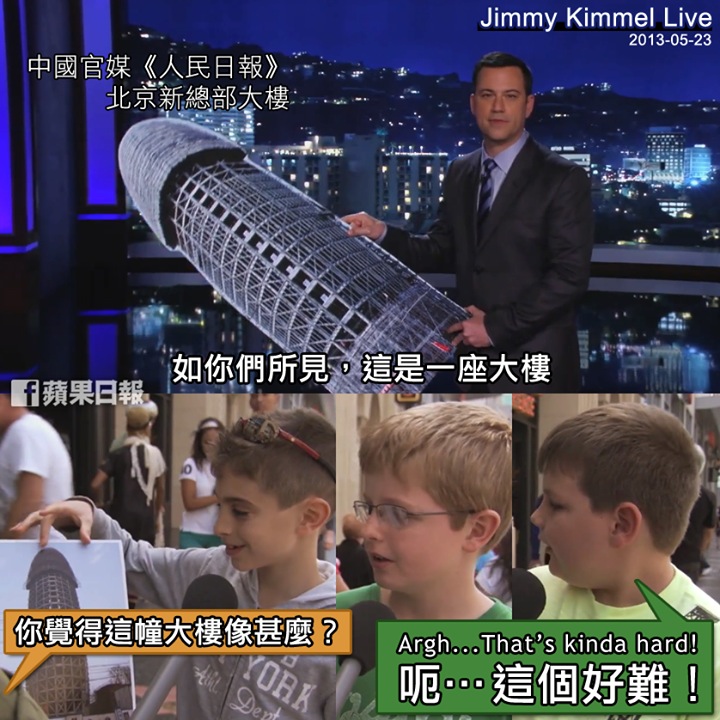 Jimmy Kimmel Live
2013-05-23
中國官媒《人民日報》
北京新總部大樓
如你們所見，這是一座大樓
f 蘋果日報
你覺得這幢大樓像甚麼？
NEW YORK
Argh...That's kinda hard!
呃…這個好難！